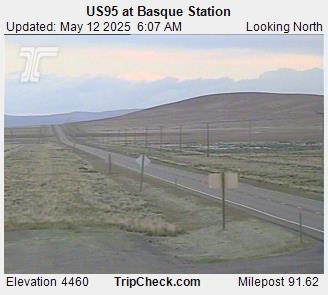 US95 at Basque Station
Updated: May 12 2025 6:07 AM Looking North
Elevation 4460 TripCheck.com Milepost 91.62